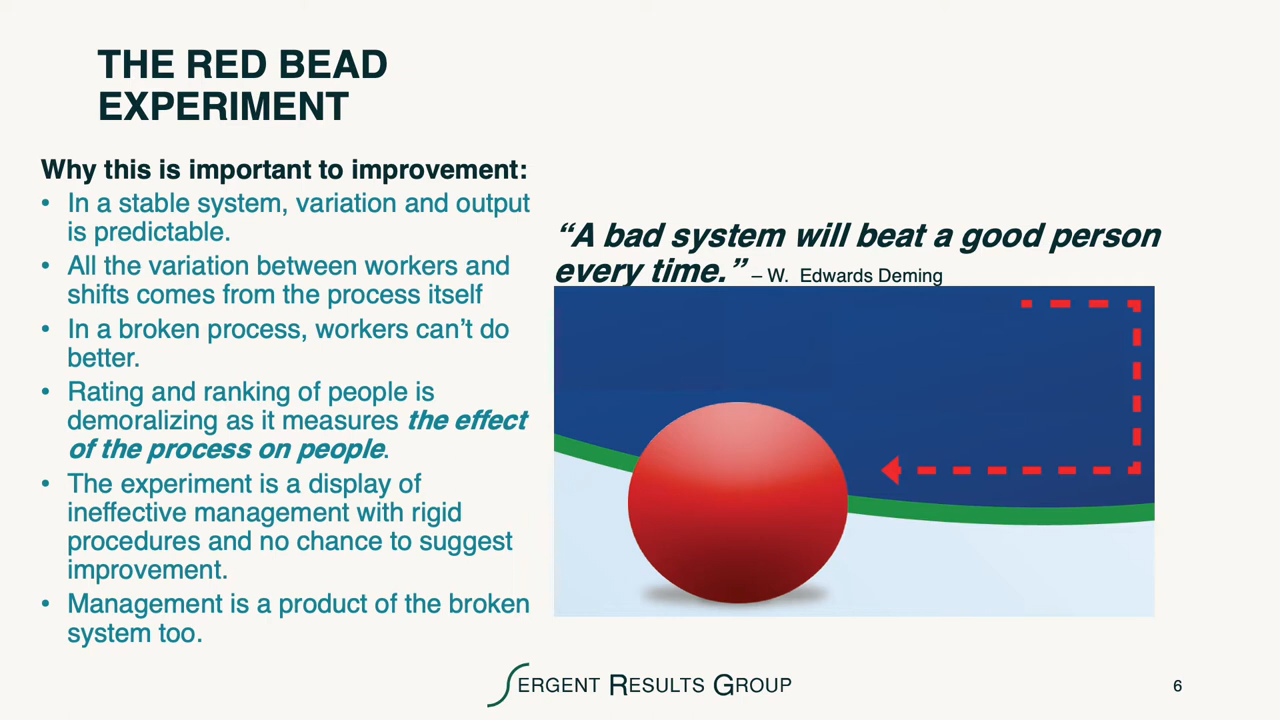 THE RED BEAD
EXPERIMENT
Why this is important to improvement:
• In a stable system, variation and output
is predictable.
• All the variation between workers and
shifts comes from the process itself
• In a broken process, workers can’t do
better.
• Rating and ranking of people is
demoralizing as it measures the effect
of the process on people.
• The experiment is a display of
ineffective management with rigid
procedures and no chance to suggest
improvement.
• Management is a product of the broken
system too.
“A bad system will beat a good person
every time.” – W. Edwards Deming
SERGENT RESULTS GROUP
6